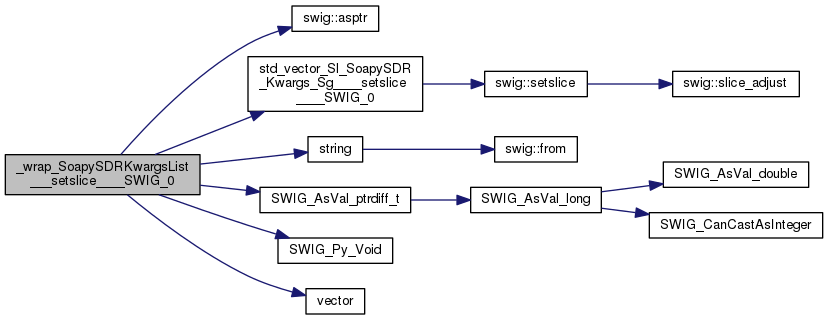 swig::asptr
std_vector_Sl_SoapySDR
_Kwargs_Sg____setslice
____SWIG_0
swig::setslice
swig::slice_adjust
string
swig::from
_wrap_SoapySDRKwargsList
___setslice____SWIG_0
SWIG_AsVal_ptrdiff_t
SWIG_AsVal_long
SWIG_AsVal_double
SWIG_CanCastAsInteger
SWIG_Py_Void
vector